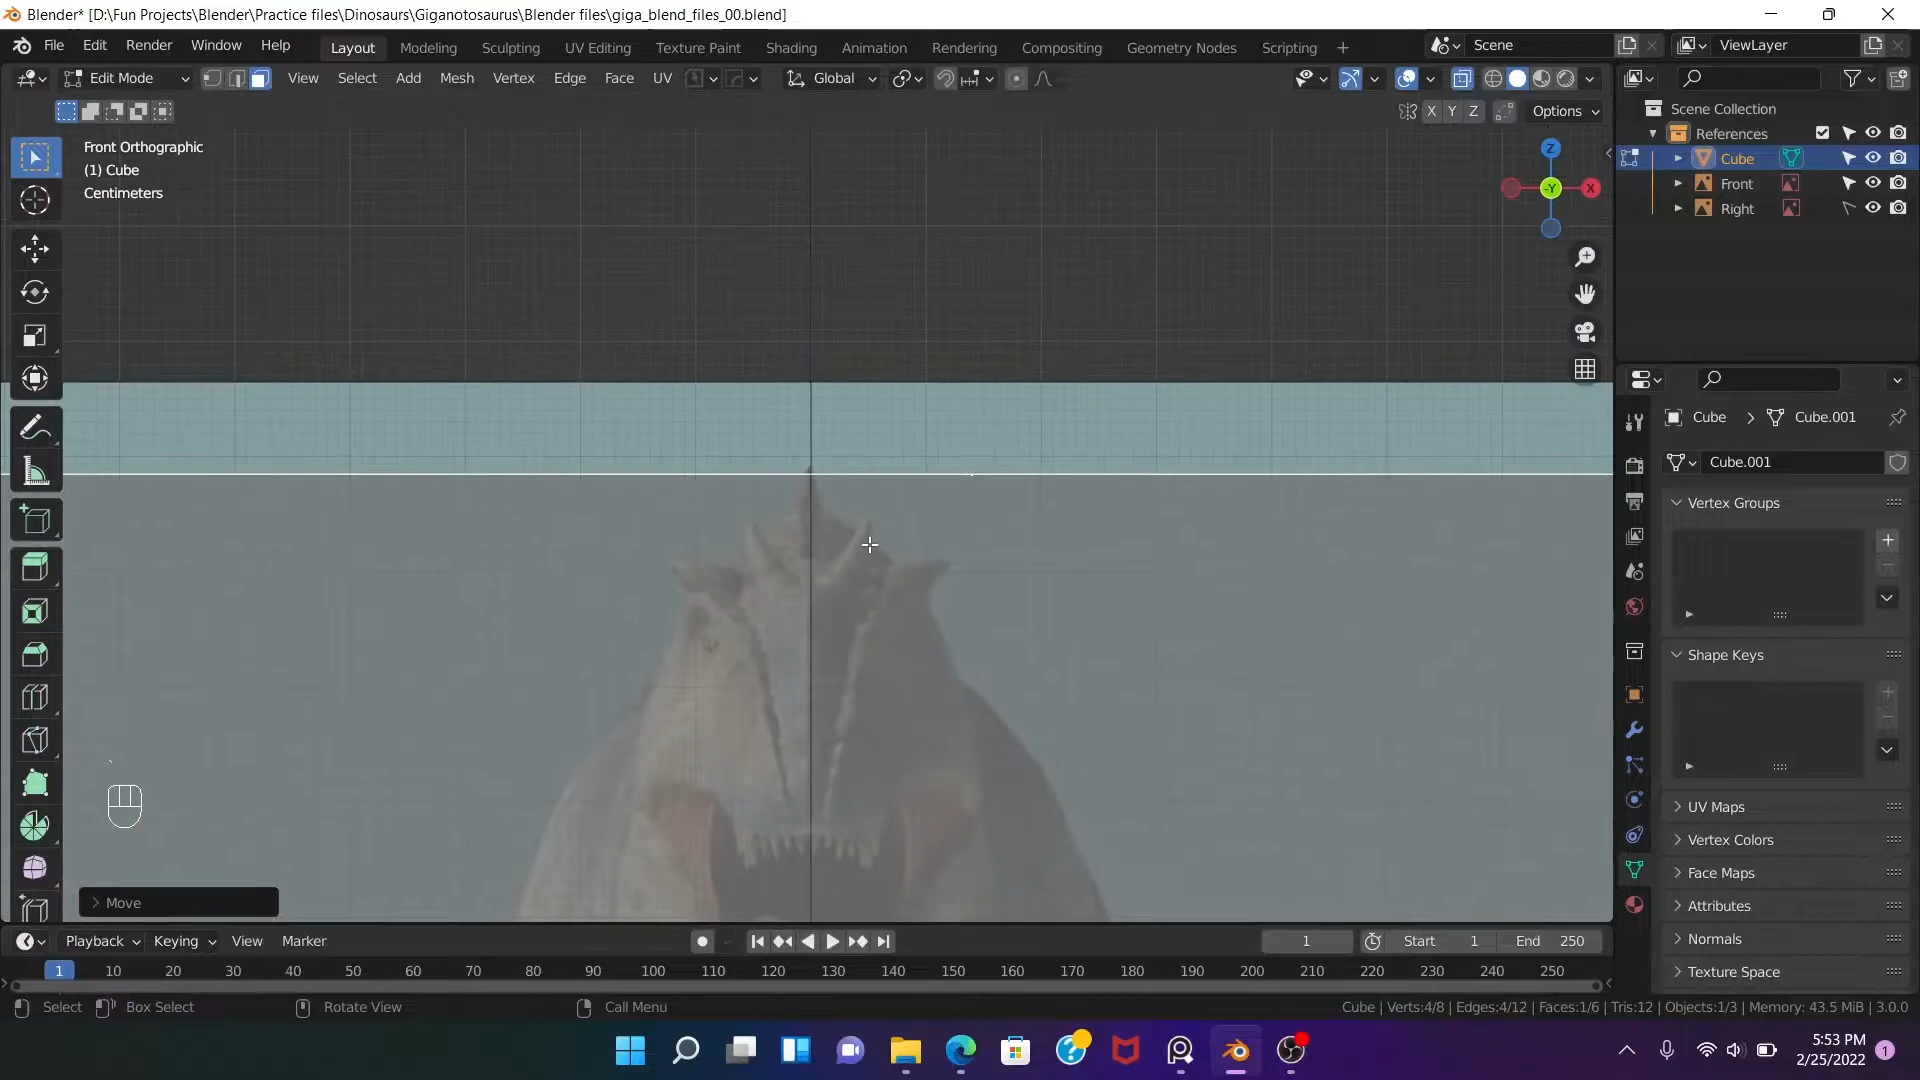 Blender* [D:\Fun Projects\Blender\Practice files\Dinosaurs\Giganotosaurus\Blender files\giga_blend_files_00.blend]
File Edit Render Window Help Layout Modeling Sculpting UV Editing Texture Paint Shading Animation Rendering Compositing Geometry Nodes Scripting + Scene ViewLayer
Edit Mode View Select Add Mesh Vertex Edge Face UV Global
X Y Z Options
Scene Collection
References
Cube
Front
Right
Front Orthographic
(1) Cube
Centimeters
Z
-Y X
Cube > Cube.001
Cube.001
Vertex Groups
Shape Keys
UV Maps
Vertex Colors
Face Maps
Attributes
Normals
Texture Space
Move
Playback Keying View Marker 1 Start 1 End 250
1 10 20 30 40 50 60 70 80 90 100 110 120 130 140 150 160 170 180 190 200 210 220 230 240 250
Select Box Select Rotate View Call Menu Cube | Verts:4/8 | Edges:4/12 | Faces:1/6 | Tris:12 | Objects:1/3 | Memory: 43.5 MiB | 3.0.0
5:53 PM
2/25/2022 1